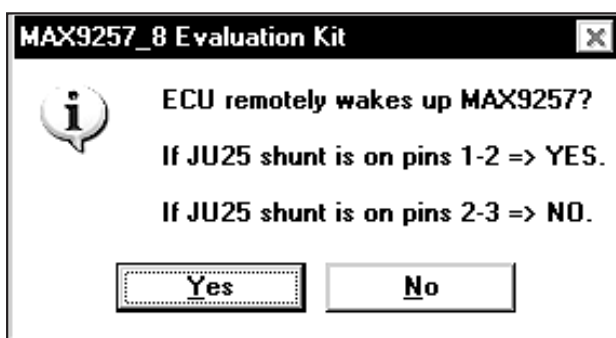 MAX9257_8 Evaluation Kit
ECU remotely wakes up MAX9257?
If JU25 shunt is on pins 1-2 => YES.
If JU25 shunt is on pins 2-3 => NO.
Yes
No